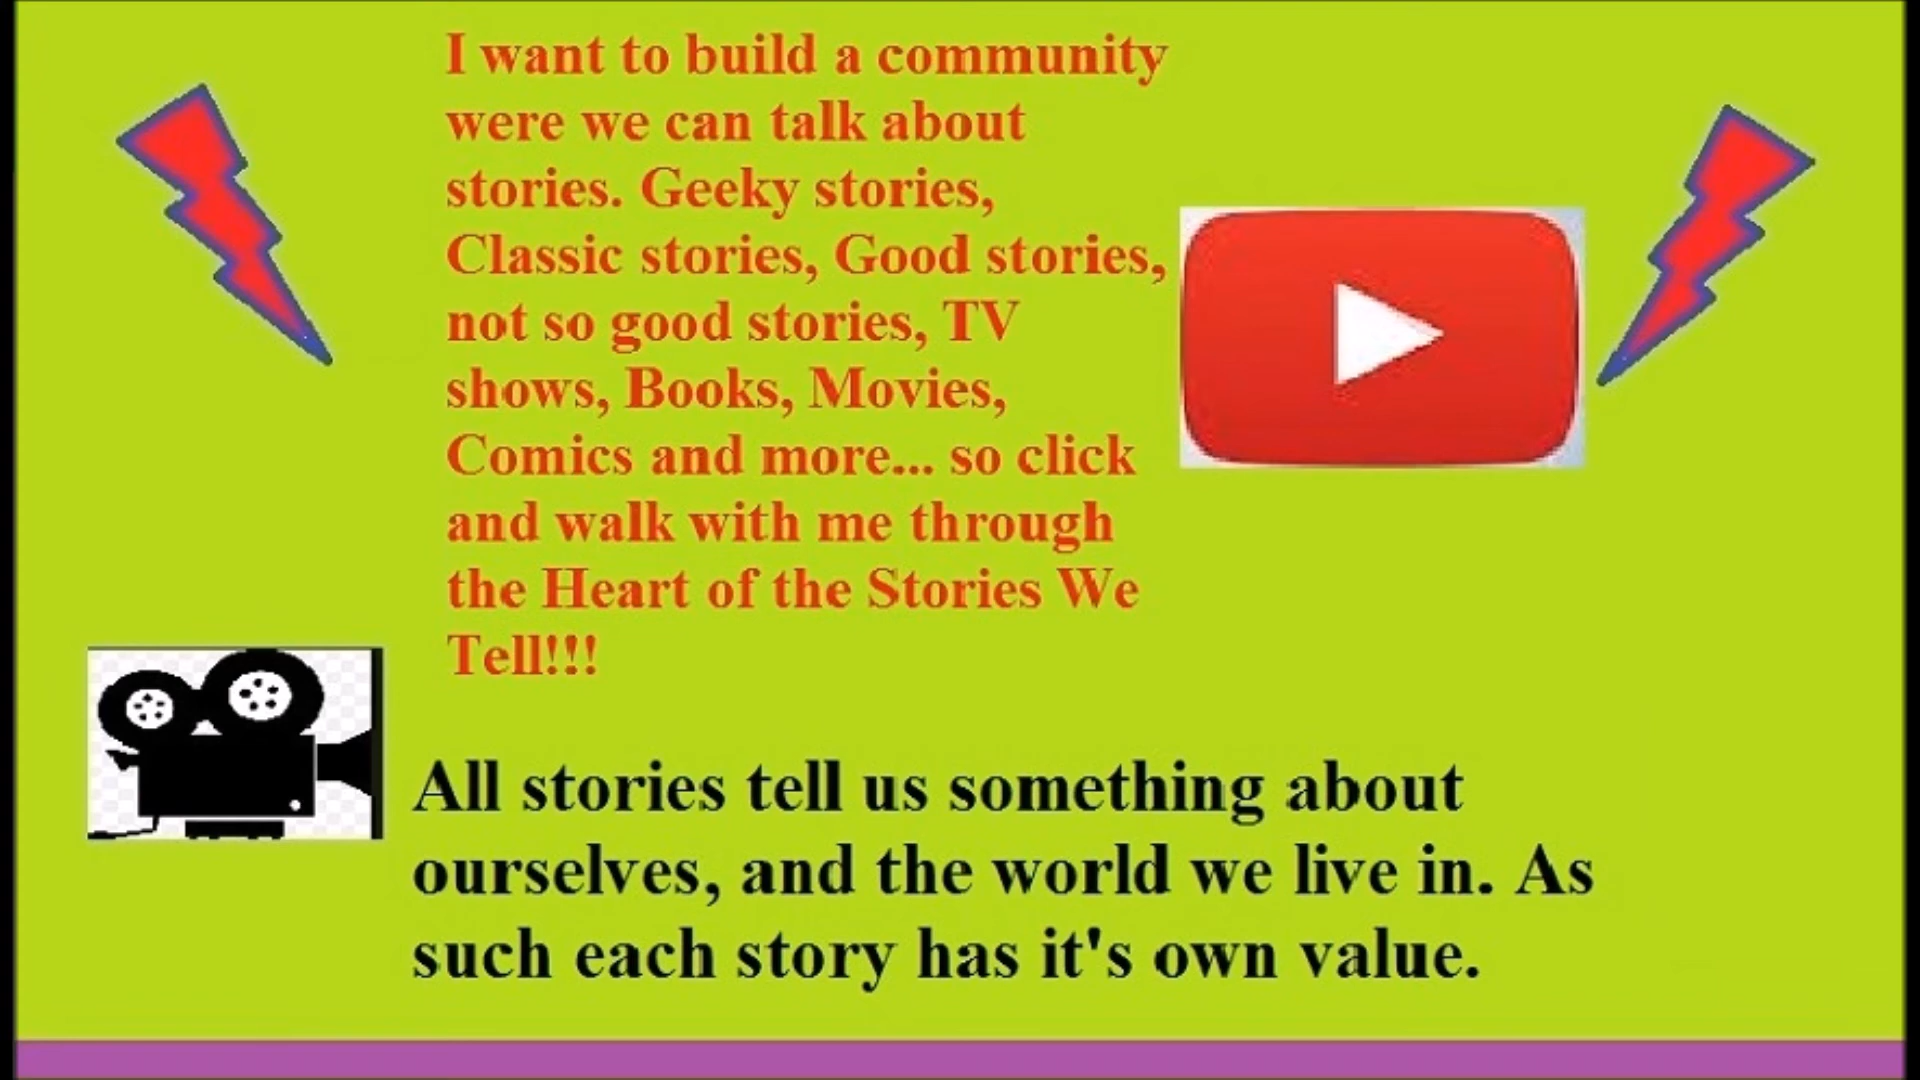 I want to build a community
were we can talk about
stories. Geeky stories,
Classic stories, Good stories,
not so good stories, TV
shows, Books, Movies,
Comics and more... so click
and walk with me through
the Heart of the Stories We
Tell!!!
All stories tell us something about
ourselves, and the world we live in. As
such each story has it's own value.